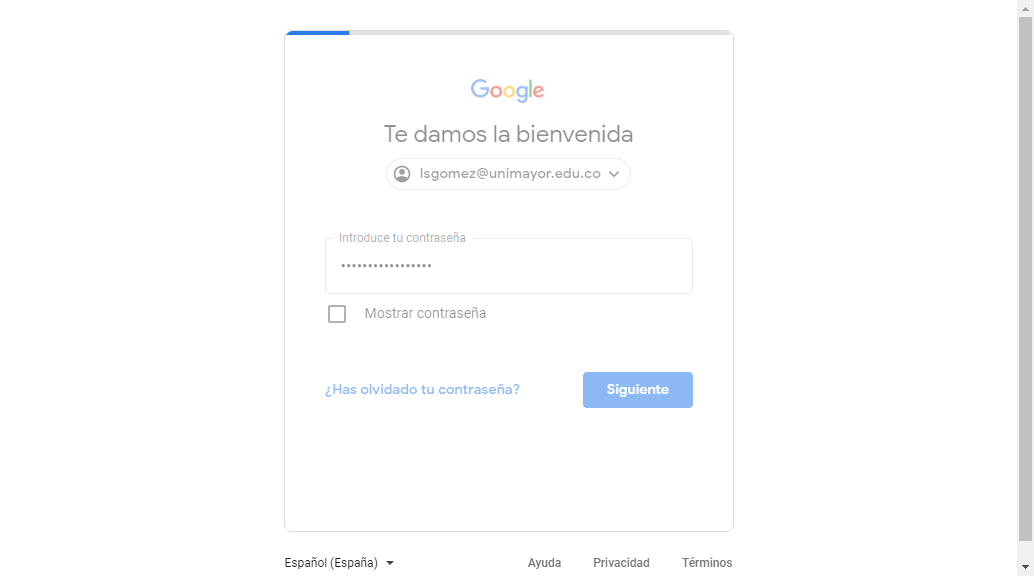 Google
Te damos la bienvenida
lsgomez@unimayor.edu.co
Introduce tu contraseña
•••••••••••••••••
Mostrar contraseña
¿Has olvidado tu contraseña?
Siguiente
Español (España)
Ayuda
Privacidad
Términos